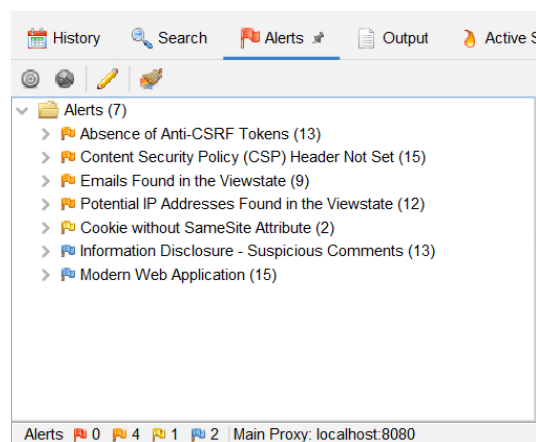 History Search Alerts Output Active S
Alerts (7)
Absence of Anti-CSRF Tokens (13)
Content Security Policy (CSP) Header Not Set (15)
Emails Found in the Viewstate (9)
Potential IP Addresses Found in the Viewstate (12)
Cookie without SameSite Attribute (2)
Information Disclosure - Suspicious Comments (13)
Modern Web Application (15)
Alerts 0 4 1 2 Main Proxy: localhost:8080